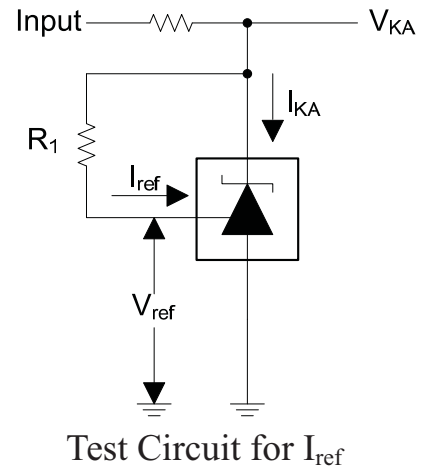 Input
V_KA
I_KA
R_1
I_ref
V_ref
Test Circuit for I_ref